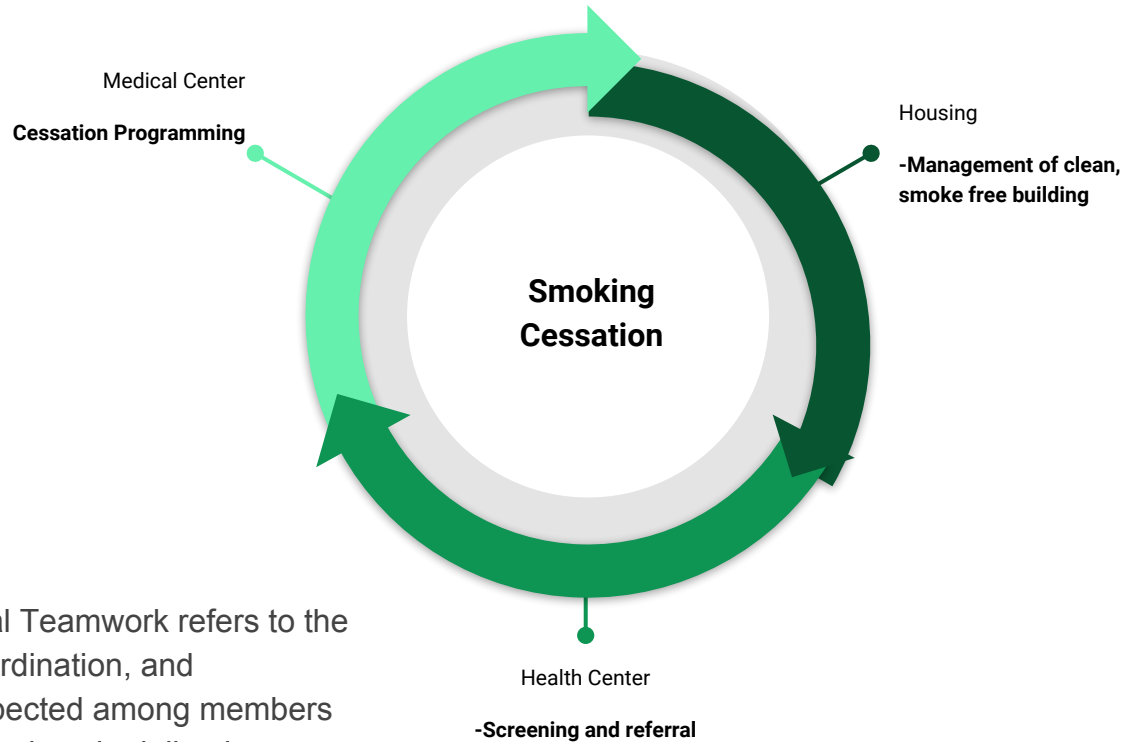 Medical Center
Cessation Programming
Housing
-Management of clean,
smoke free building
Smoking
Cessation
Health Center
-Screening and referral
al Teamwork refers to the
rdination, and
pected among members